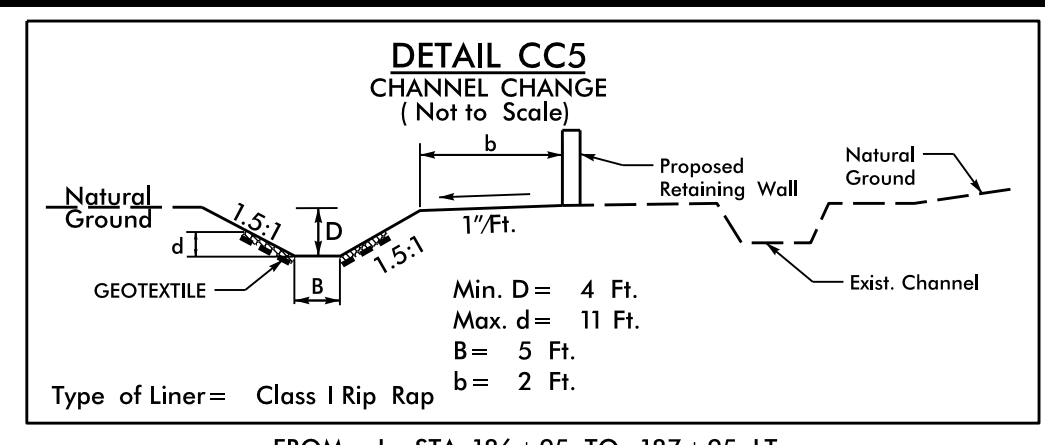 DETAIL CC5
CHANNEL CHANGE
( Not to Scale)
b
Proposed
Retaining Wall
Natural
Ground
Natural
Ground
1.5:1
D
1"/Ft.
d
1.5:1
GEOTEXTILE
B
Exist. Channel
Min. D= 4 Ft.
Max. d= 11 Ft.
B= 5 Ft.
b= 2 Ft.
Type of Liner= Class I Rip Rap